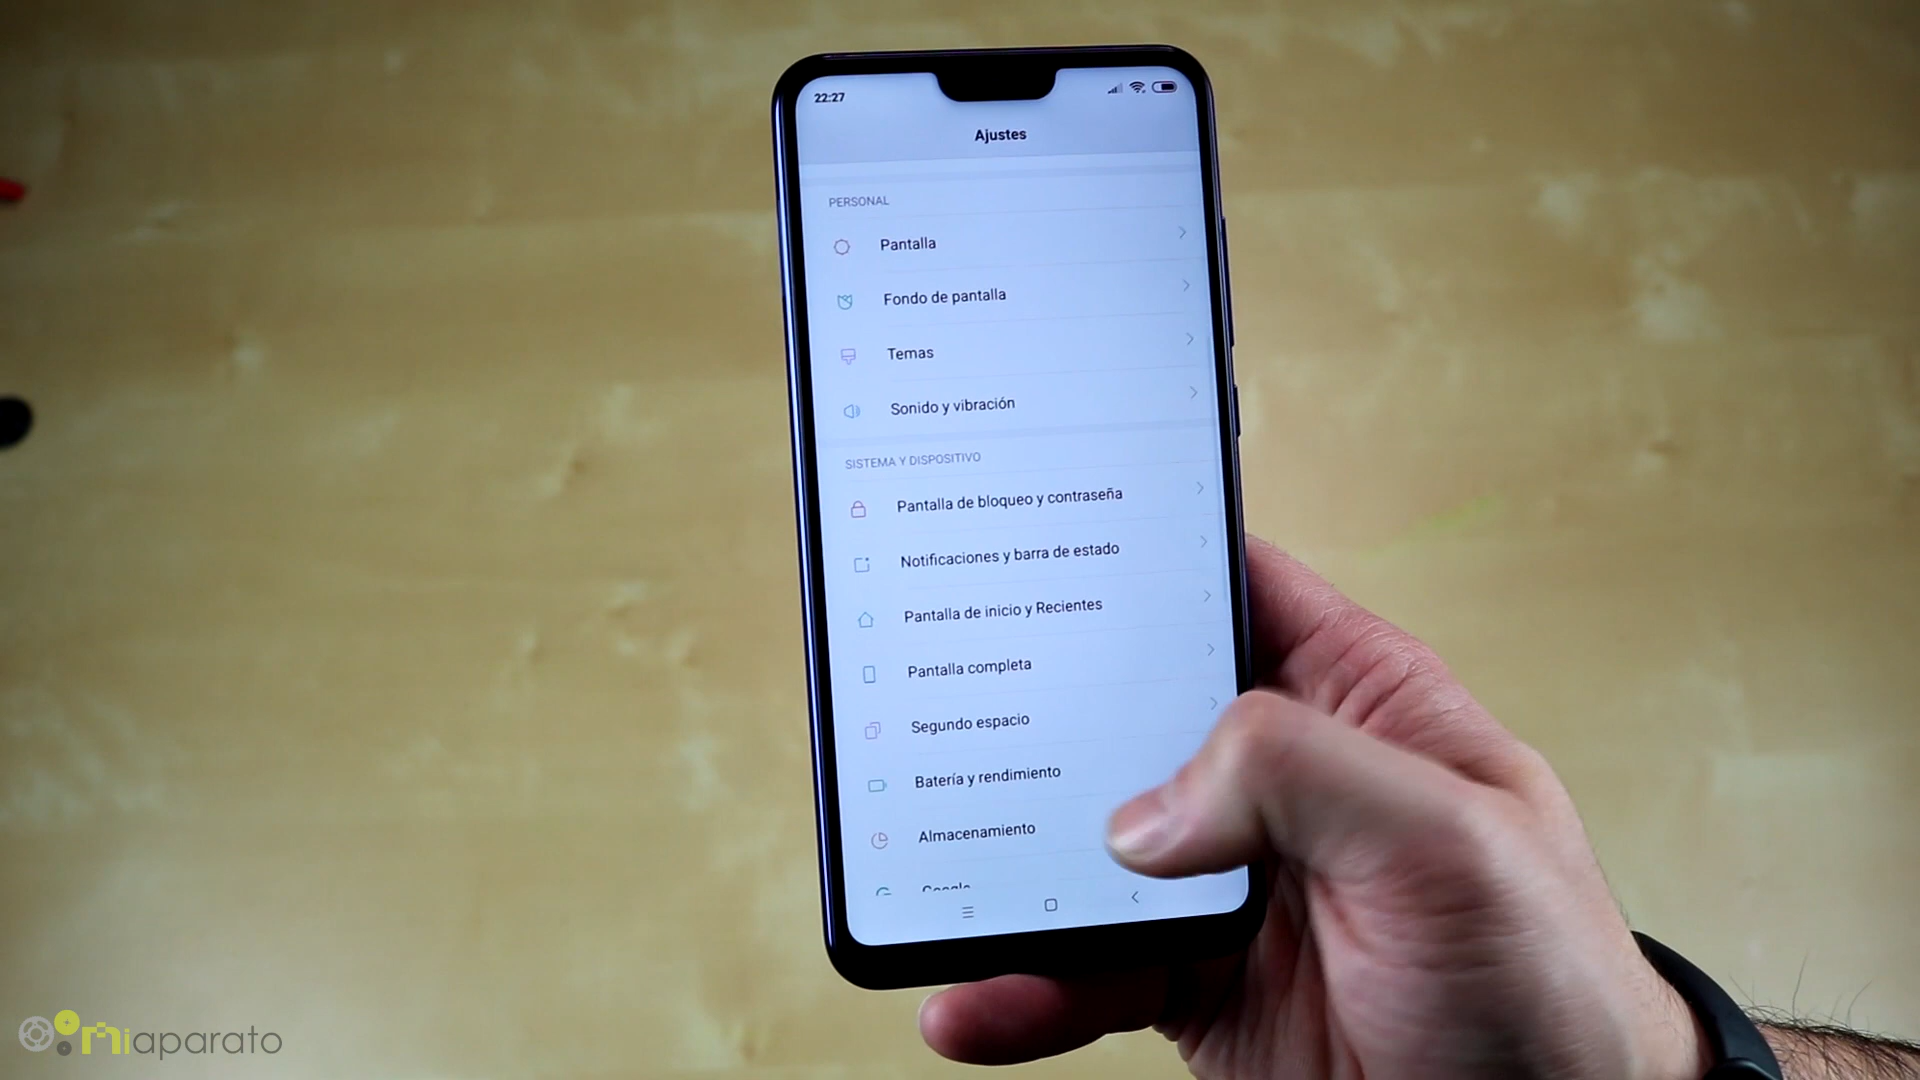 22:27
Ajustes
PERSONAL
Pantalla
Fondo de pantalla
Temas
Sonido y vibración
SISTEMA Y DISPOSITIVO
Pantalla de bloqueo y contraseña
Notificaciones y barra de estado
Pantalla de inicio y Recientes
Pantalla completa
Segundo espacio
Batería y rendimiento
Almacenamiento
Google
miaparato